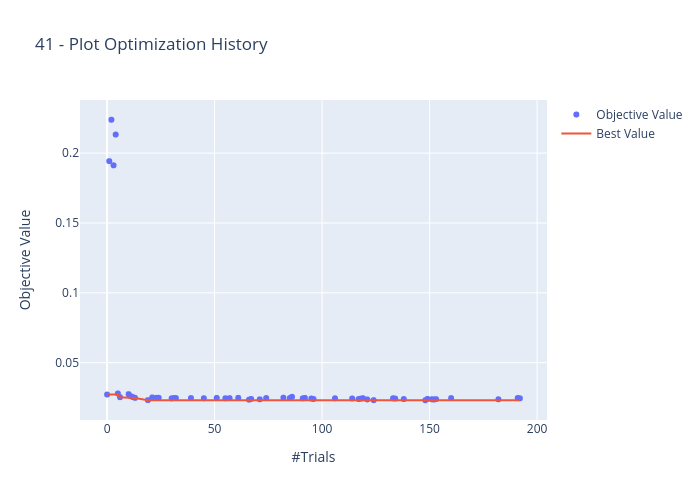 41 - Plot Optimization History
Objective Value
Best Value
0.2
0.15
0.1
0.05
Objective Value
0
50
100
150
200
#Trials